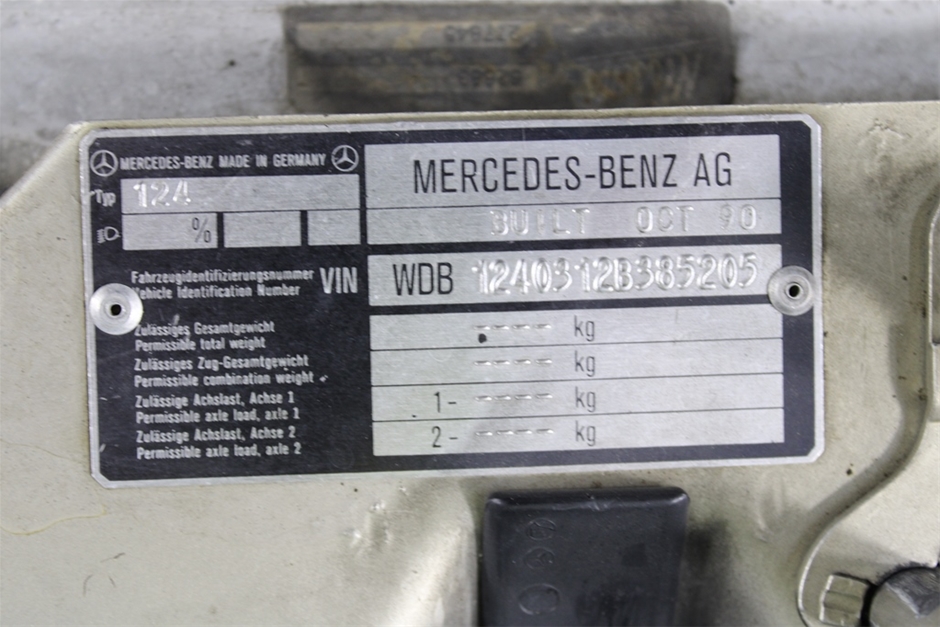 MERCEDES-BENZ MADE IN GERMANY
Typ 124
%
MERCEDES-BENZ AG
BUILT OCT 90
Fahrzeugidentifizierungsnummer
Vehicle Identification Number
VIN
WDB 1240312B385205
Zulässiges Gesamtgewicht
Permissible total weight
---- kg
Zulässiges Zug-Gesamtgewicht
Permissible combination weight
---- kg
Zulässige Achslast, Achse 1
Permissible axle load, axle 1
1- ---- kg
Zulässige Achslast, Achse 2
Permissible axle load, axle 2
2- ---- kg